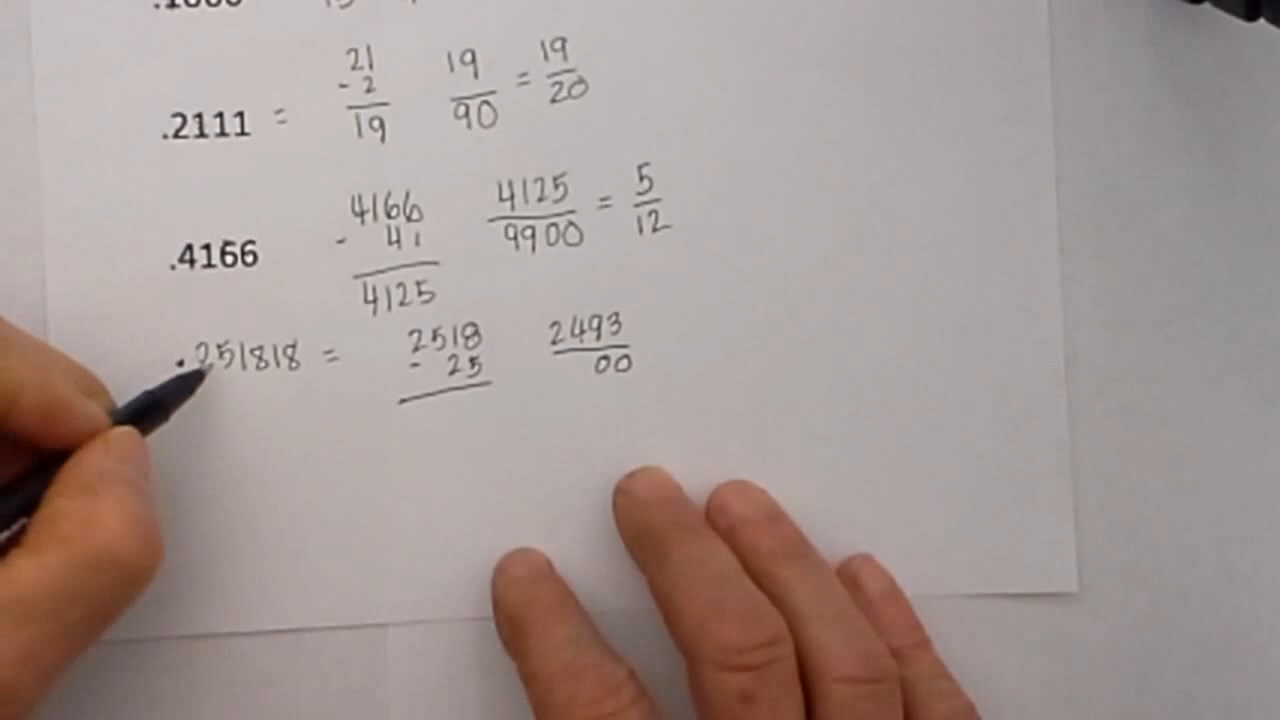 .2111 = 21 - 2 19 19/90 = 19/20
.4166 4166 - 41 4125 4125/9900 = 5/12
.251818 = 2518 - 25 2493/00